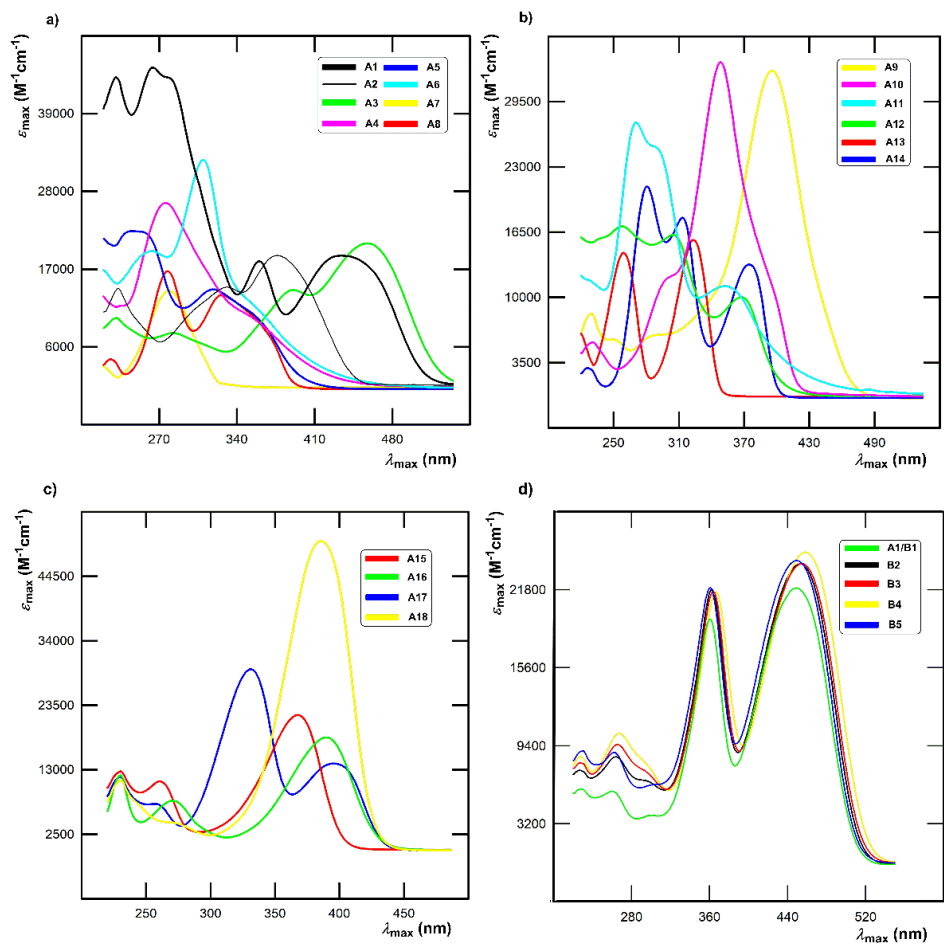 a)
ε max (M⁻¹cm⁻¹)
39000
28000
17000
6000
A1 A5
A2 A6
A3 A7
A4 A8
270 340 410 480
λmax (nm)
b)
εmax (M⁻¹cm⁻¹)
29500
23000
16500
10000
3500
A9
A10
A11
A12
A13
A14
250 310 370 430 490
λmax (nm)
c)
εmax (M⁻¹cm⁻¹)
44500
34000
23500
13000
2500
A15
A16
A17
A18
250 300 350 400 450
λmax (nm)
d)
εmax (M⁻¹cm⁻¹)
21800
15600
9400
3200
A1/B1
B2
B3
B4
B5
280 360 440 520
λmax (nm)